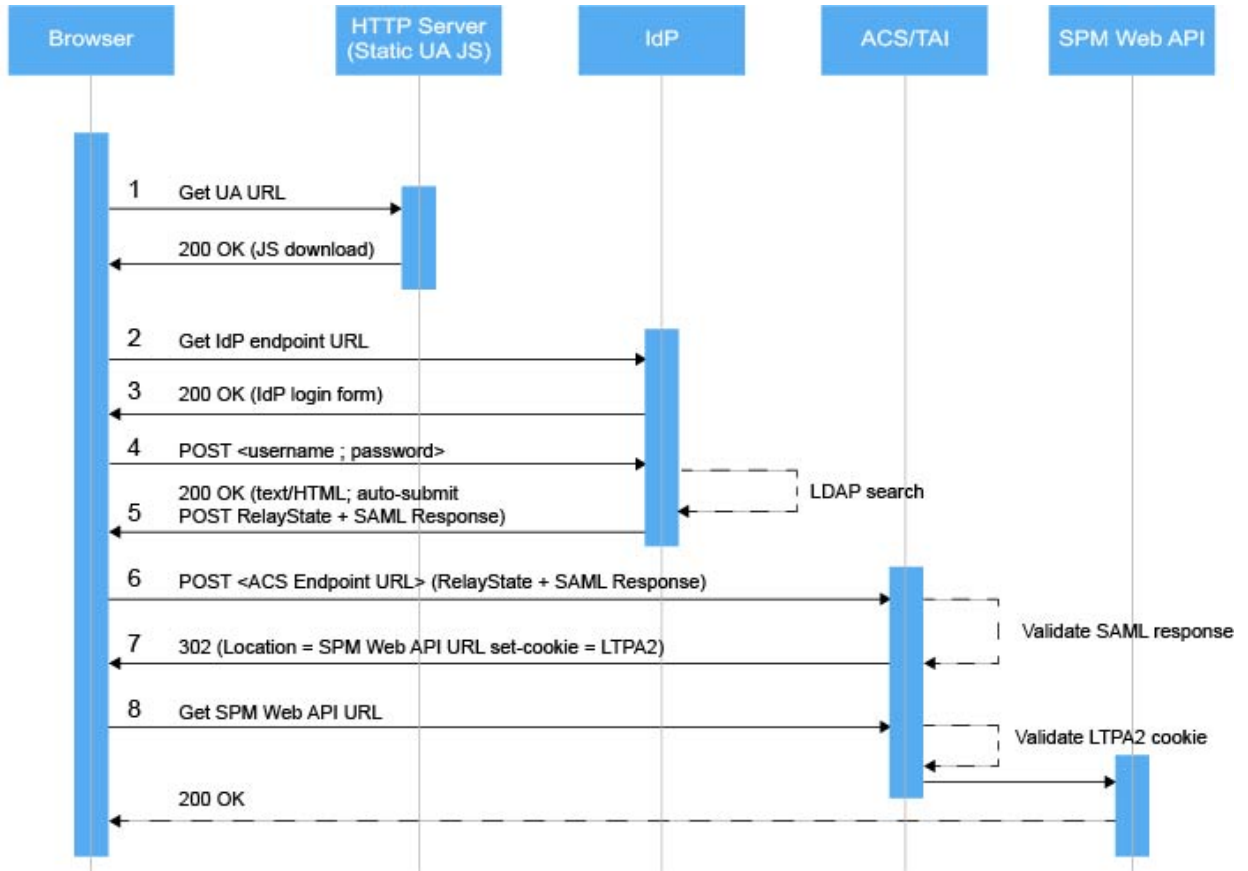 Browser
HTTP Server
(Static UA JS)
IdP
ACS/TAI
SPM Web API
1 Get UA URL
200 OK (JS download)
2 Get IdP endpoint URL
3 200 OK (IdP login form)
4 POST <username ; password>
LDAP search
200 OK (text/HTML; auto-submit
5 POST RelayState + SAML Response)
6 POST <ACS Endpoint URL> (RelayState + SAML Response)
Validate SAML response
7 302 (Location = SPM Web API URL set-cookie = LTPA2)
8 Get SPM Web API URL
Validate LTPA2 cookie
200 OK